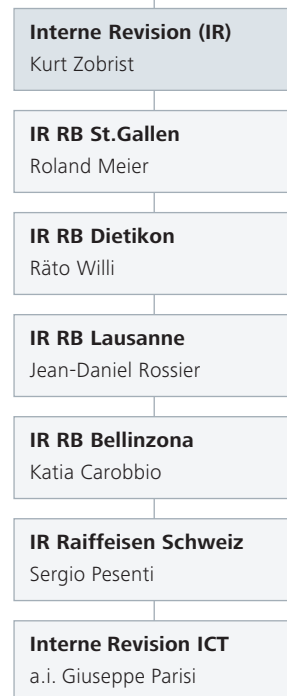 Interne Revision (IR)
Kurt Zobrist
IR RB St.Gallen
Roland Meier
IR RB Dietikon
Räto Willi
IR RB Lausanne
Jean-Daniel Rossier
IR RB Bellinzona
Katia Carobbio
IR Raiffeisen Schweiz
Sergio Pesenti
Interne Revision ICT
a.i. Giuseppe Parisi